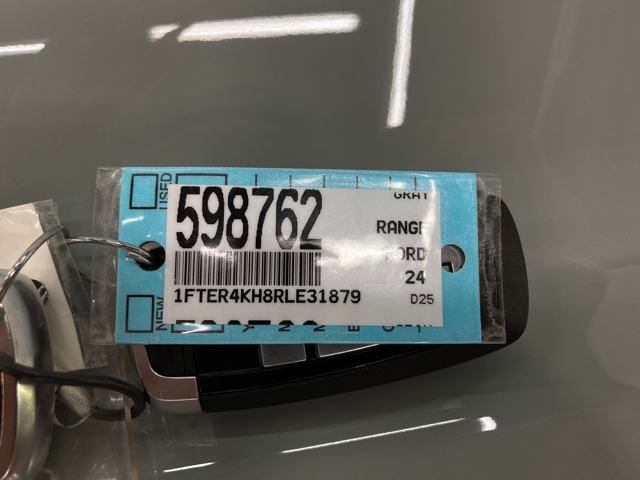 USED
GRAY
598762
RANGE
FORD
24
1FTER4KH8RLE31879
D25
NEW